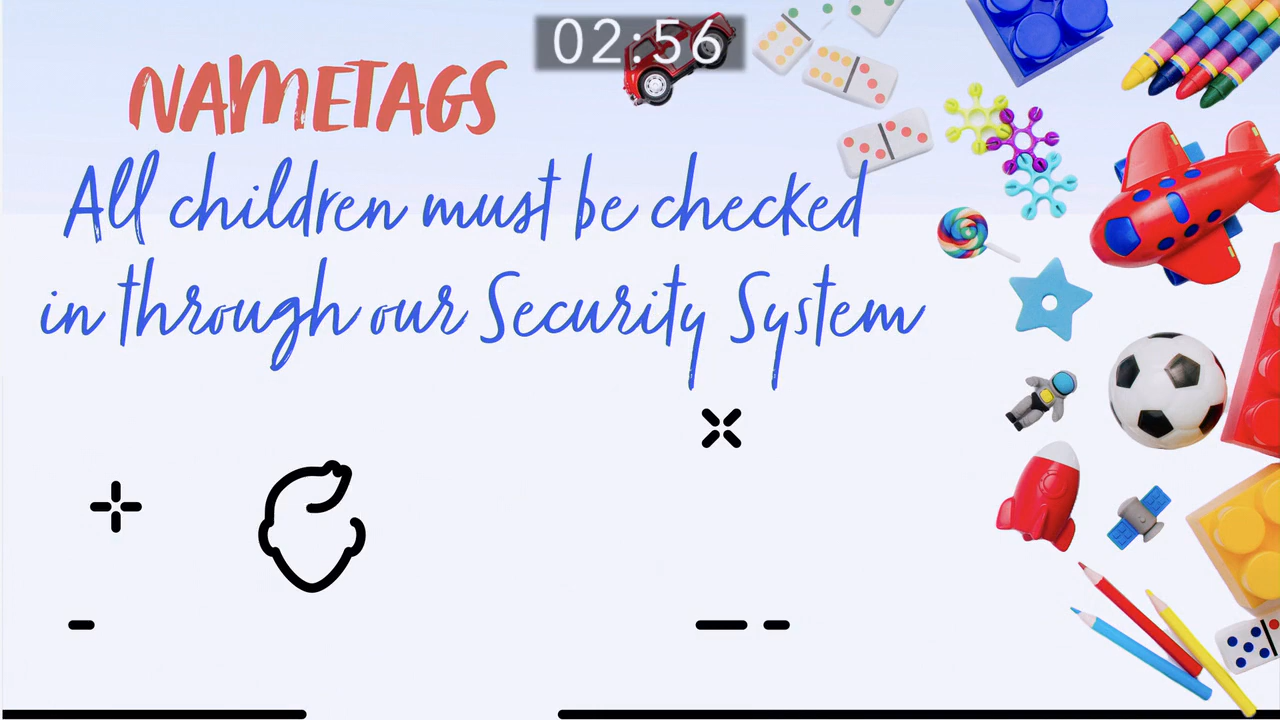 02:56
NAMETAGS
All children must be checked
in through our Security System